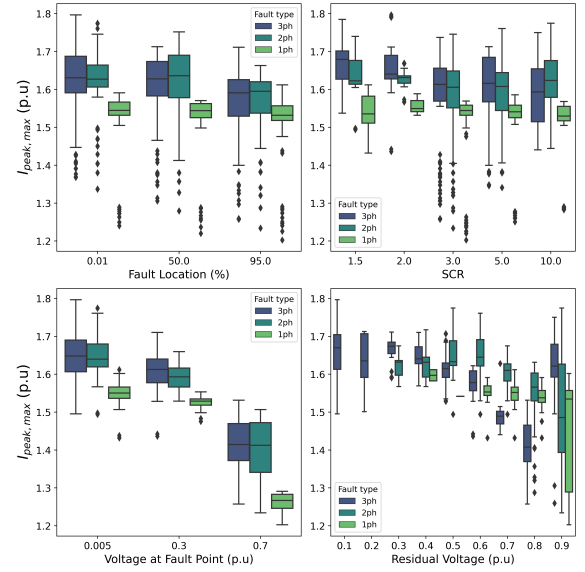 1.8
1.7
1.6
1.5
1.4
1.3
1.2
I_peak, max (p.u)
Fault type
3ph
2ph
1ph
0.01 50.0 95.0
Fault Location (%)
1.8
1.7
1.6
1.5
1.4
1.3
1.2
Fault type
3ph
2ph
1ph
1.5 2.0 3.0 5.0 10.0
SCR
1.8
1.7
1.6
1.5
1.4
1.3
1.2
I_peak, max (p.u)
Fault type
3ph
2ph
1ph
0.005 0.3 0.7
Voltage at Fault Point (p.u)
1.8
1.7
1.6
1.5
1.4
1.3
1.2
Fault type
3ph
2ph
1ph
0.1 0.2 0.3 0.4 0.5 0.6 0.7 0.8 0.9
Residual Voltage (p.u)